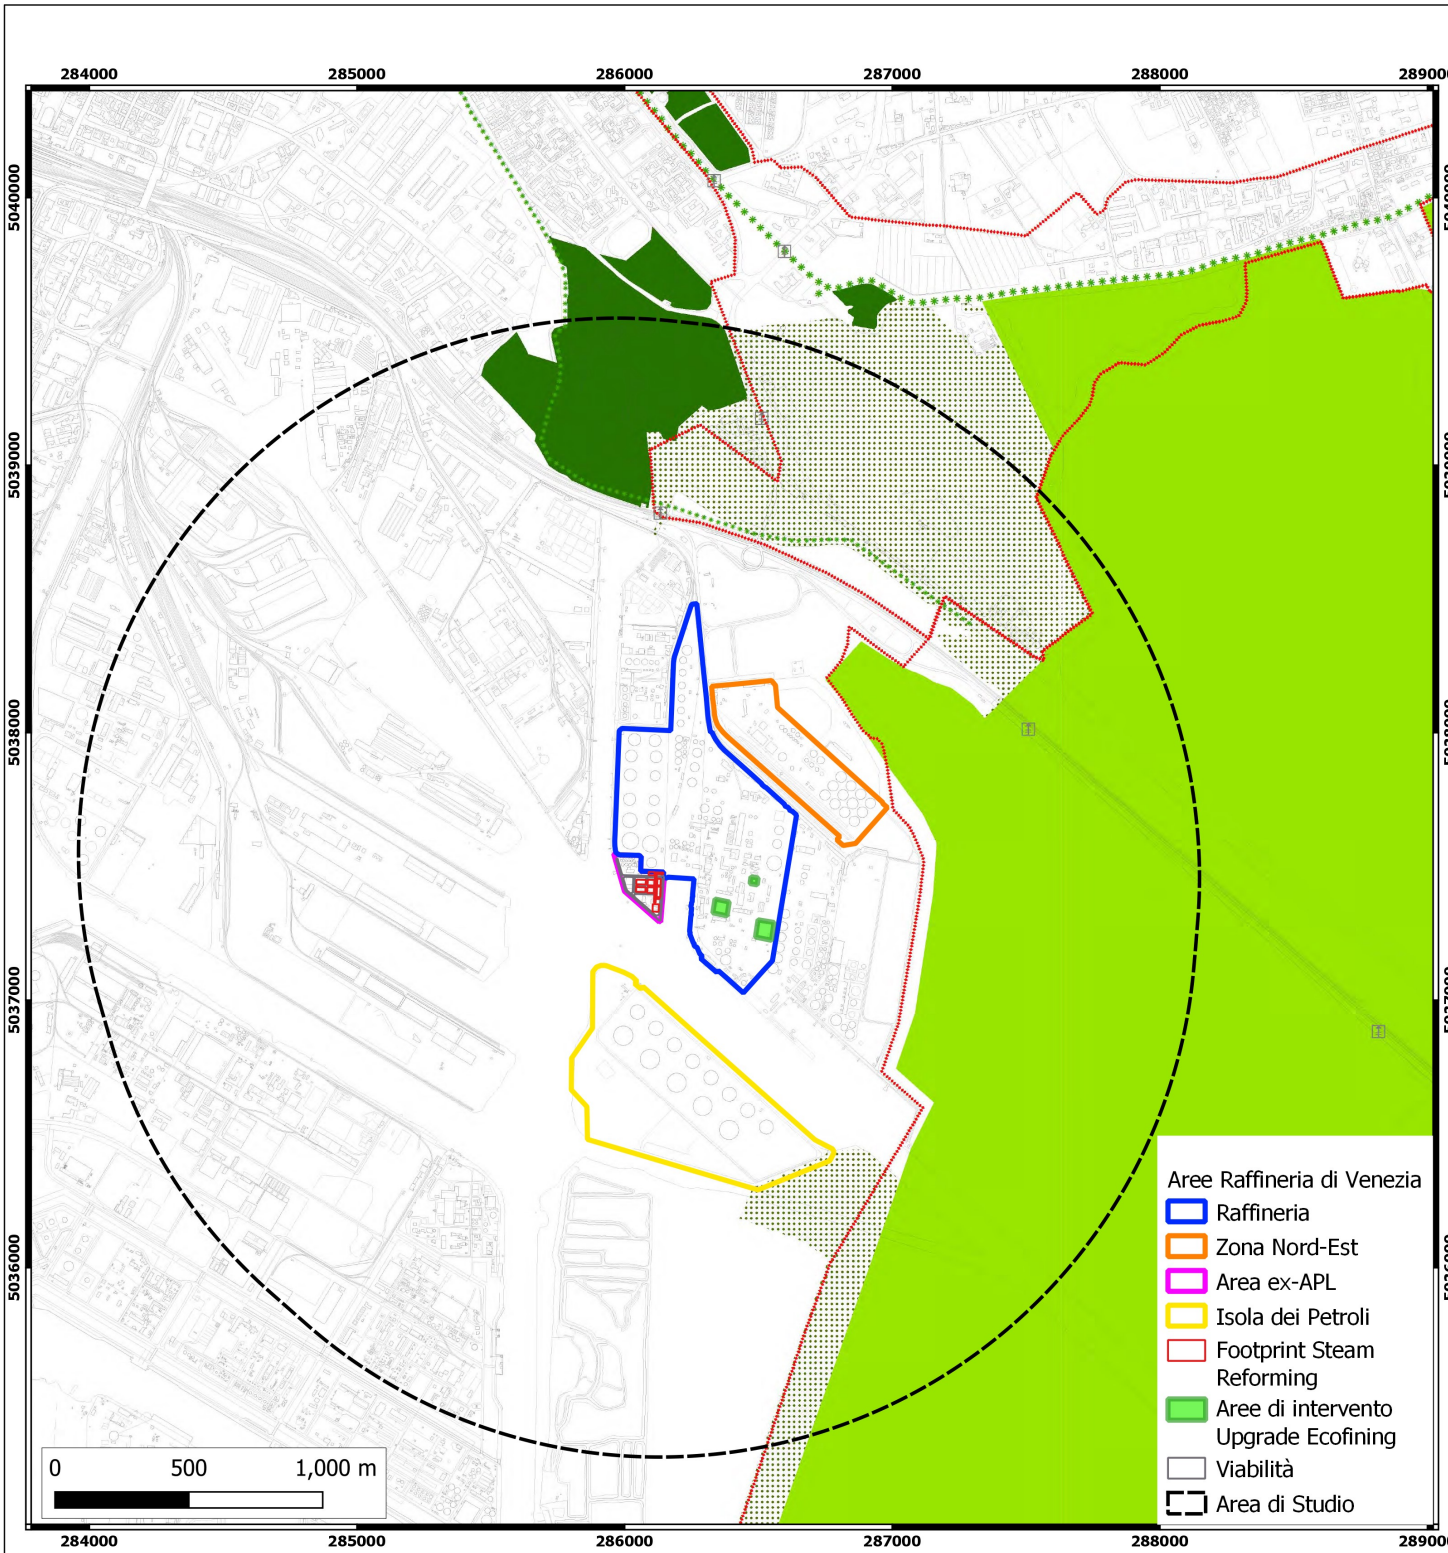 284000 285000 286000 287000 288000 28900
5040000
5039000
5038000
5037000
5036000
Aree Raffineria di Venezia
Raffineria
Zona Nord-Est
Area ex-APL
Isola dei Petroli
Footprint Steam
Reforming
Aree di intervento
Upgrade Ecofining
Viabilità
Area di Studio
0 500 1,000 m
284000 285000 286000 287000 288000 28900